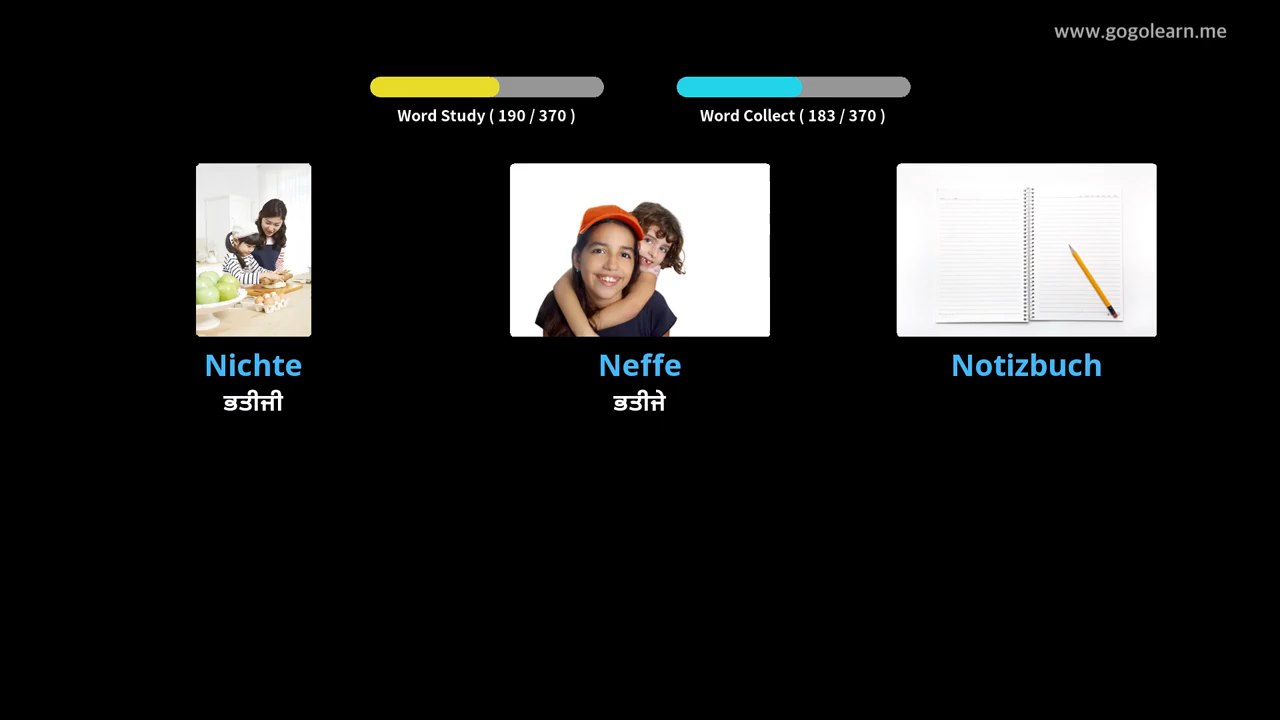 www.gogolearn.me
Word Study ( 190 / 370 )
Word Collect ( 183 / 370 )
Nichte
ਭਤੀਜੀ
Neffe
ਭਤੀਜੇ
Notizbuch